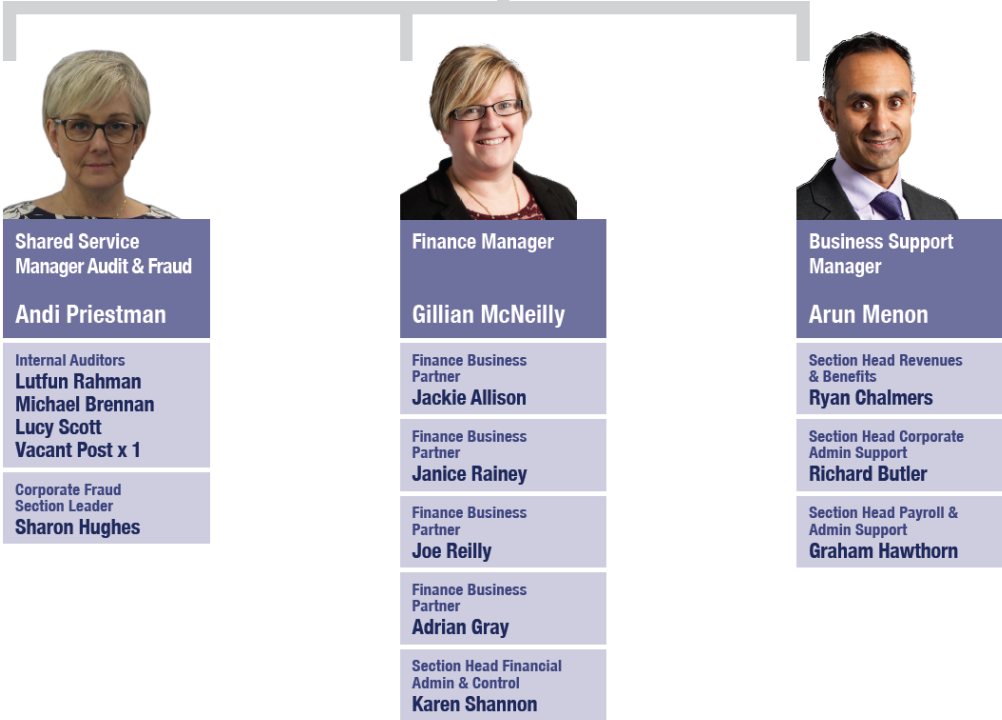 Shared Service
Manager Audit & Fraud
Andi Priestman
Internal Auditors
Lutfun Rahman
Michael Brennan
Lucy Scott
Vacant Post x 1
Corporate Fraud
Section Leader
Sharon Hughes
Finance Manager
Gillian McNeilly
Finance Business
Partner
Jackie Allison
Finance Business
Partner
Janice Rainey
Finance Business
Partner
Joe Reilly
Finance Business
Partner
Adrian Gray
Section Head Financial
Admin & Control
Karen Shannon
Business Support
Manager
Arun Menon
Section Head Revenues
& Benefits
Ryan Chalmers
Section Head Corporate
Admin Support
Richard Butler
Section Head Payroll &
Admin Support
Graham Hawthorn